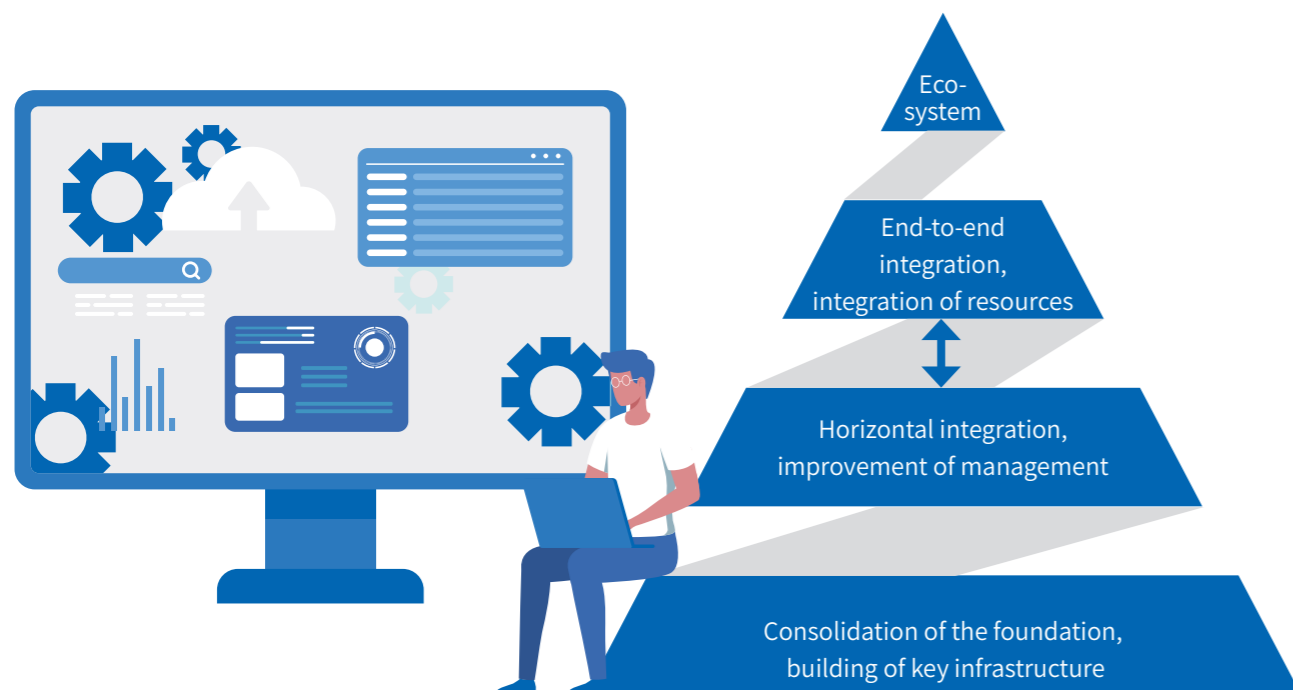 Eco-
system
End-to-end
integration,
integration of resources
Horizontal integration,
improvement of management
Consolidation of the foundation,
building of key infrastructure